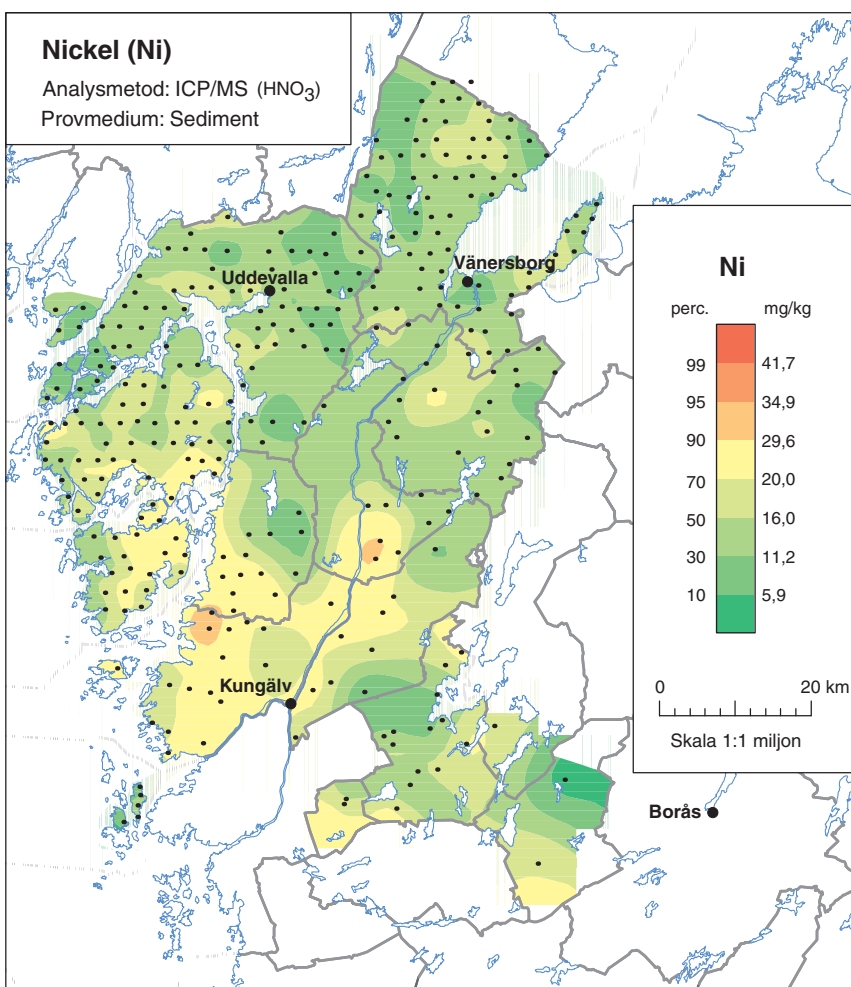 Nickel (Ni)
Analysmetod: ICP/MS (HNO3)
Provmedium: Sediment
Vänersborg
Uddevalla
Kungälv
Borås
Ni
perc. mg/kg
99 41,7
95 34,9
90 29,6
70 20,0
50 16,0
30 11,2
10 5,9
0 20 km
Skala 1:1 miljon